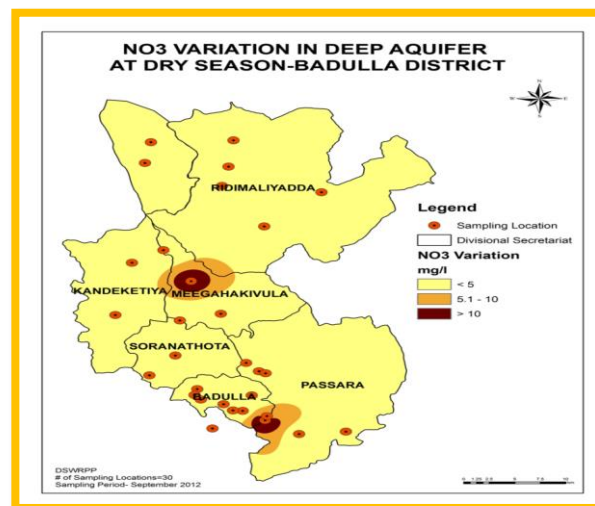 NO3 VARIATION IN DEEP AQUIFER
AT DRY SEASON-BADULLA DISTRICT
N
W
E
S
RIDIMALIYADDA
Legend
Sampling Location
Divisional Secretariat
NO3 Variation
mg/l
< 5
5.1 - 10
> 10
KANDEKETIYA
MEEGAHAKIVULA
SORANATHOTA
PASSARA
BADULLA
DSWRPP
# of Sampling Locations=30
Sampling Period- September 2012